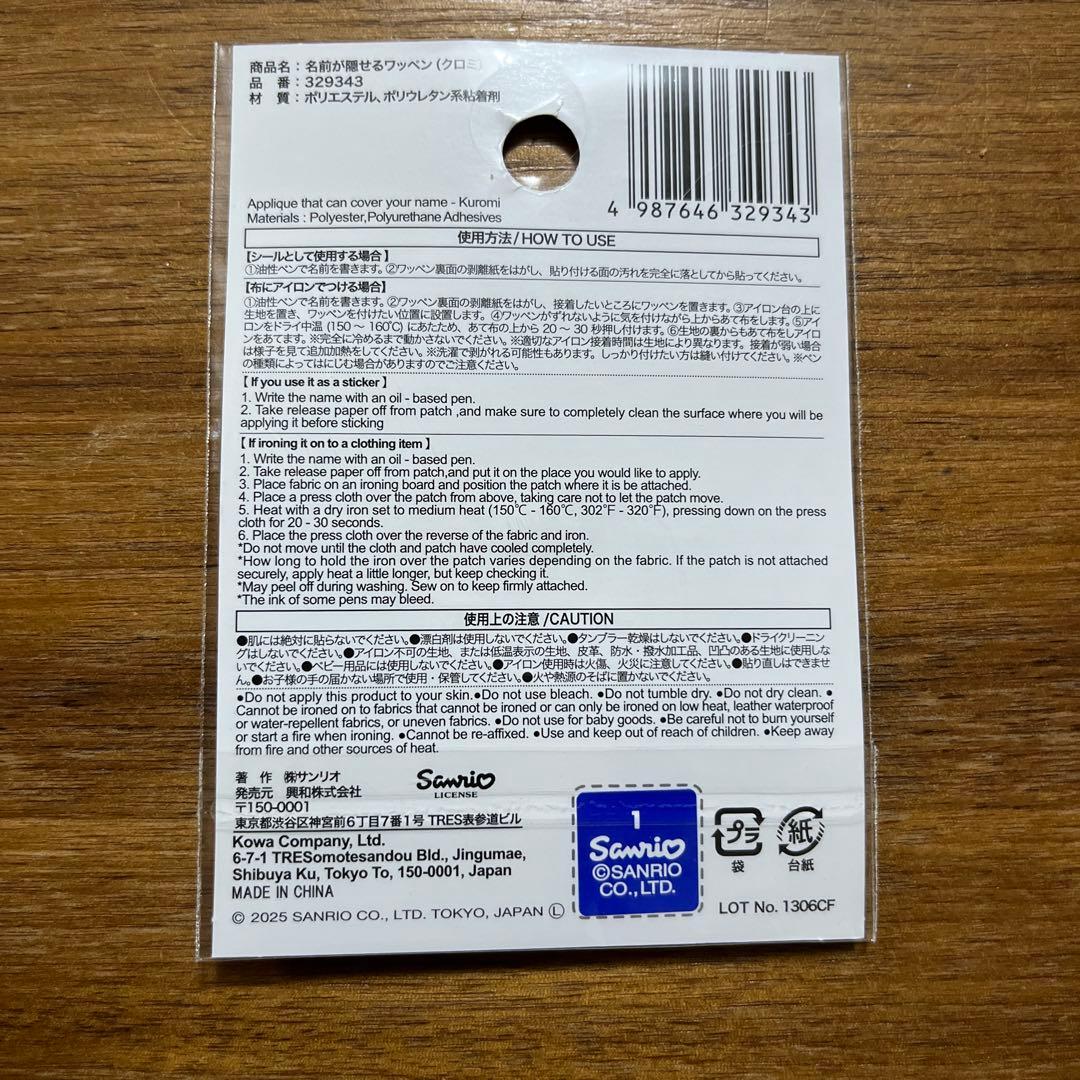 商品名：名前が隠せるワッペン（クロミ）
品　番：329343
材　質：ポリエステル、ポリウレタン系粘着剤
4 987646 329343
Applique that can cover your name - Kuromi
Materials : Polyester,Polyurethane Adhesives
使用方法/HOW TO USE
【シールとして使用する場合】
①油性ペンで名前を書きます。②ワッペン裏面の剥離紙をはがし、貼り付ける面の汚れを完全に落としてから貼ってください。
【布にアイロンでつける場合】
①油性ペンで名前を書きます。②ワッペン裏面の剥離紙をはがし、接着したいところにワッペンを置きます。③アイロン台の上に
生地を置き、ワッペンを付けたい位置に設置します。④ワッペンがずれないように気を付けながら上からあて布をします。⑤アイ
ロンをドライ中温（150～160℃）にあたため、あて布の上から20～30秒押し付けます。⑥生地の裏からもあて布をしアイロ
ンをあてます。※完全に冷めるまで動かさないでください。※適切なアイロン接着時間は生地により異なります。接着が弱い場合
は様子を見て追加加熱をしてください。※洗濯で剥がれる可能性もあります。しっかり付けたい方は縫い付けてください。※ペン
の種類によってはにじむ場合がありますのでご注意ください。
【 If you use it as a sticker 】
1. Write the name with an oil - based pen.
2. Take release paper off from patch ,and make sure to completely clean the surface where you will be
applying it before sticking
【 If ironing it on to a clothing item 】
1. Write the name with an oil - based pen.
2. Take release paper off from patch,and put it on the place you would like to apply.
3. Place fabric on an ironing board and position the patch where it is be attached.
4. Place a press cloth over the patch from above, taking care not to let the patch move.
5. Heat with a dry iron set to medium heat (150℃ - 160℃, 302°F - 320°F), pressing down on the press
cloth for 20 - 30 seconds.
6. Place the press cloth over the reverse of the fabric and iron.
*Do not move until the cloth and patch have cooled completely.
*How long to hold the iron over the patch varies depending on the fabric. If the patch is not attached
securely, apply heat a little longer, but keep checking it.
*May peel off during washing. Sew on to keep firmly attached.
*The ink of some pens may bleed.
使用上の注意 /CAUTION
●肌には絶対に貼らないでください。●漂白剤は使用しないでください。●タンブラー乾燥はしないでください。●ドライクリーニン
グはしないでください。●アイロン不可の生地、または低温表示の生地、皮革、防水・撥水加工品、凹凸のある生地に使用しな
いでください。●ベビー用品には使用しないでください。●アイロン使用時は火傷、火災に注意してください。●貼り直しはできませ
ん。●お子様の手の届かない場所で使用・保管してください。●火や熱源のそばに置かないでください。
●Do not apply this product to your skin.●Do not use bleach. ●Do not tumble dry. ●Do not dry clean. ●
Cannot be ironed on to fabrics that cannot be ironed or can only be ironed on low heat, leather waterproof
or water-repellent fabrics, or uneven fabrics. ●Do not use for baby goods. ●Be careful not to burn yourself
or start a fire when ironing. ●Cannot be re-affixed. ●Use and keep out of reach of children. ●Keep away
from fire and other sources of heat.
著　作　㈱サンリオ
発売元　興和株式会社
〒150-0001
東京都渋谷区神宮前6丁目7番1号 TRES表参道ビル
Kowa Company, Ltd.
6-7-1 TRESomotesandou Bld., Jingumae,
Shibuya Ku, Tokyo To, 150-0001, Japan
MADE IN CHINA
© 2025 SANRIO CO., LTD. TOKYO, JAPAN Ⓛ
Sanrio
LICENSE
1
Sanrio
©SANRIO
CO.,LTD.
プラ
袋
紙
台紙
LOT No. 1306CF